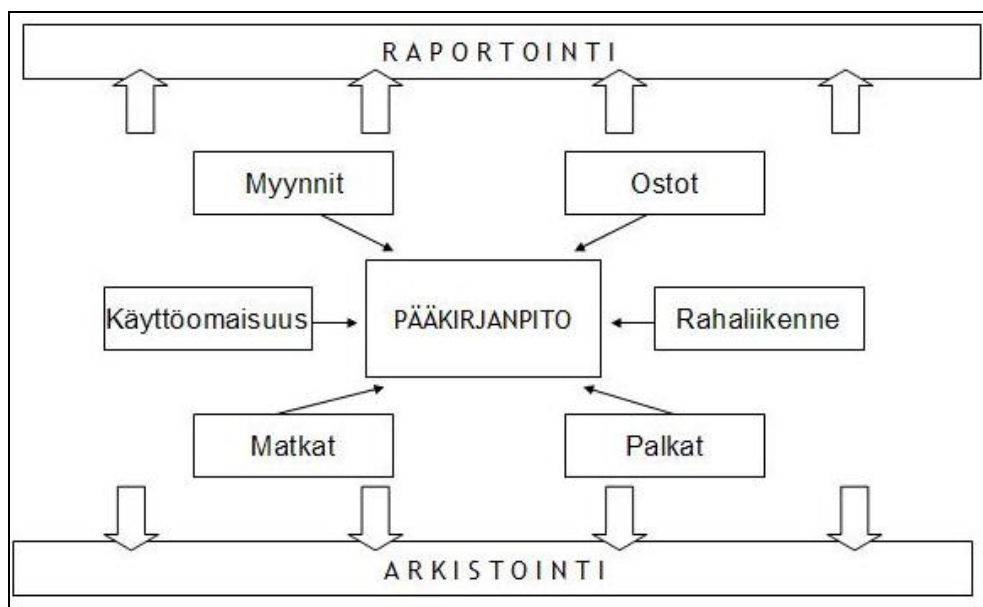 RAPORTOINTI
Myynnit
Ostot
Käyttöomaisuus
PÄÄKIRJANPITO
Rahaliikenne
Matkat
Palkat
ARKISTOINTI